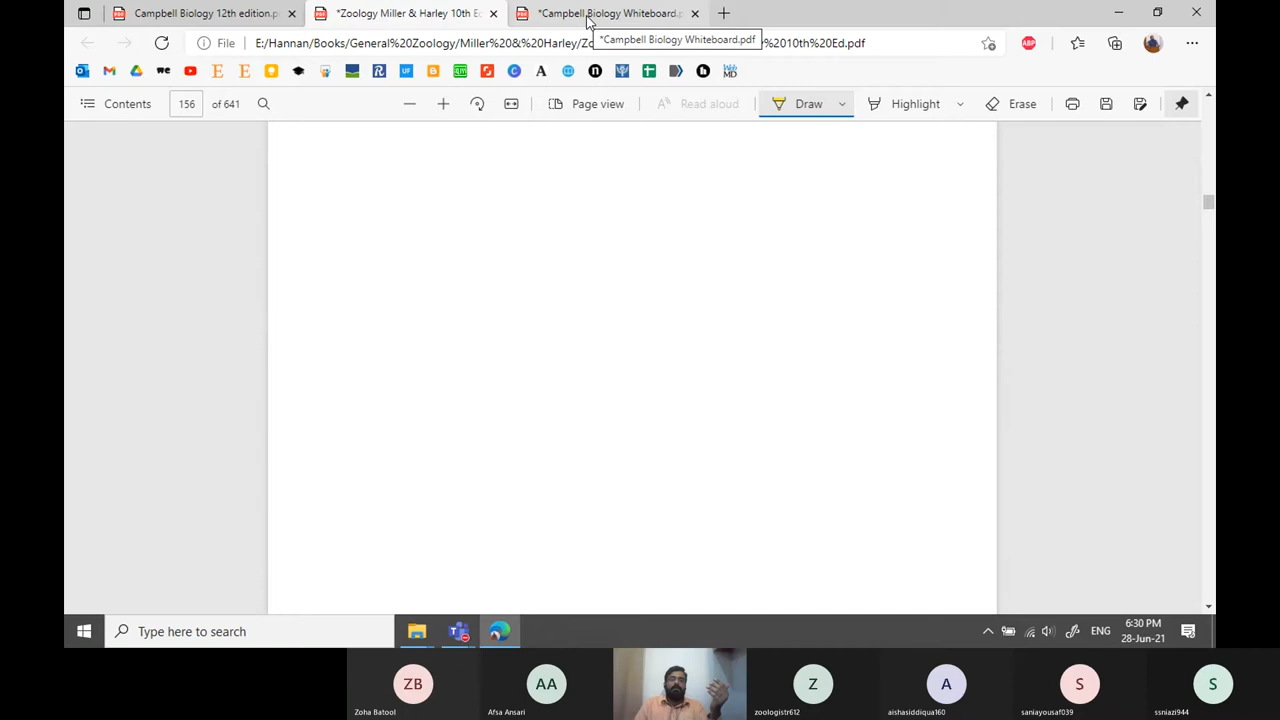 Campbell Biology 12th edition.p
*Zoology Miller & Harley 10th Ec
*Campbell Biology Whiteboard.p
File
E:/Hannan/Books/General%20Zoology/Miller%20&%20Harley/Zo
%2010th%20Ed.pdf
*Campbell Biology Whiteboard.pdf
ABP
Contents
156
of 641
Page view
Read aloud
Draw
Highlight
Erase
Type here to search
ENG
6:30 PM
28-Jun-21
ZB
AA
Z
A
S
S
Zoha Batool
Afsa Ansari
zoologistr612
aishasiddiqua160
saniayousaf039
ssniazi944